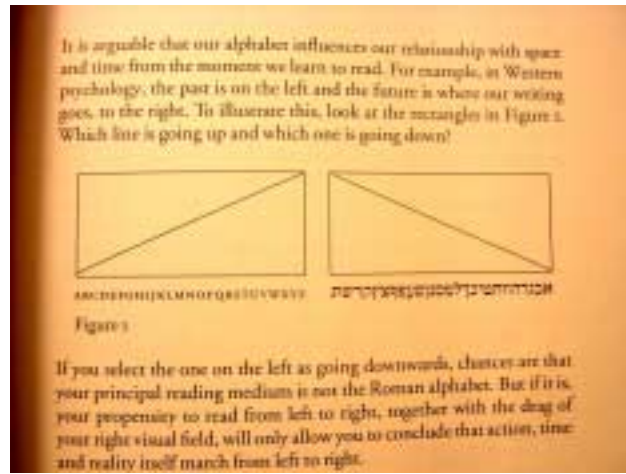 It is arguable that our alphabet influences our relationship with space
and time from the moment we learn to read. For example, in Western
psychology, the past is on the left and the future is where our writing
goes, to the right. To illustrate this, look at the rectangles in Figure 1.
Which line is going up and which one is going down?
ABCDEFGHIJKLMNOPQRSTUVWXYZ
Figure 1
If you select the one on the left as going downwards, chances are that
your principal reading medium is not the Roman alphabet. But if it is,
your propensity to read from left to right, together with the drag of
your right visual field, will only allow you to conclude that action, time
and reality itself march from left to right.